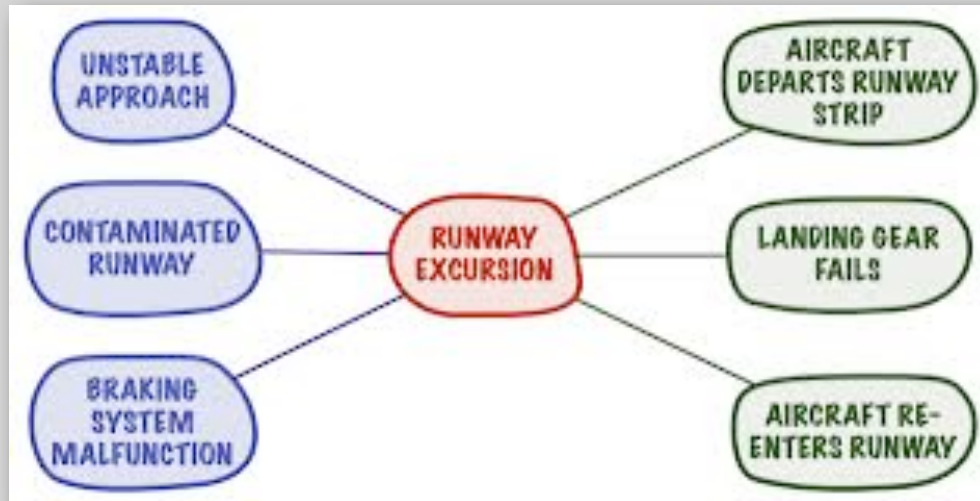 UNSTABLE
APPROACH
CONTAMINATED
RUNWAY
BRAKING
SYSTEM
MALFUNCTION
RUNWAY
EXCURSION
AIRCRAFT
DEPARTS RUNWAY
STRIP
LANDING GEAR
FAILS
AIRCRAFT RE-
ENTERS RUNWAY